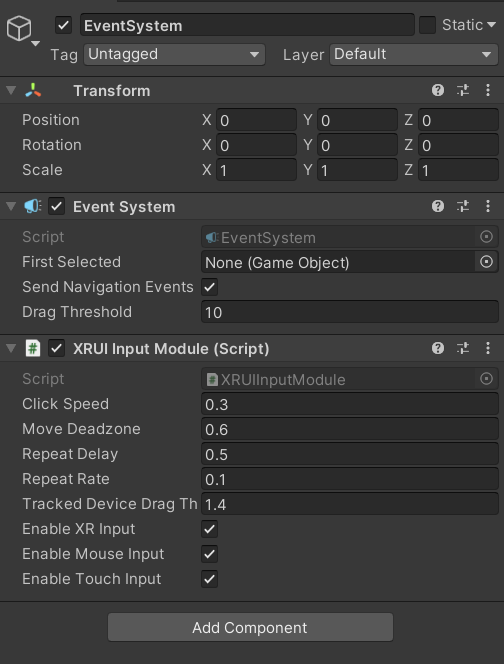 EventSystem Static
Tag Untagged Layer Default
Transform
Position X 0 Y 0 Z 0
Rotation X 0 Y 0 Z 0
Scale X 1 Y 1 Z 1
Event System
Script EventSystem
First Selected None (Game Object)
Send Navigation Events
Drag Threshold 10
XRUI Input Module (Script)
Script XRUIInputModule
Click Speed 0.3
Move Deadzone 0.6
Repeat Delay 0.5
Repeat Rate 0.1
Tracked Device Drag Th 1.4
Enable XR Input
Enable Mouse Input
Enable Touch Input
Add Component